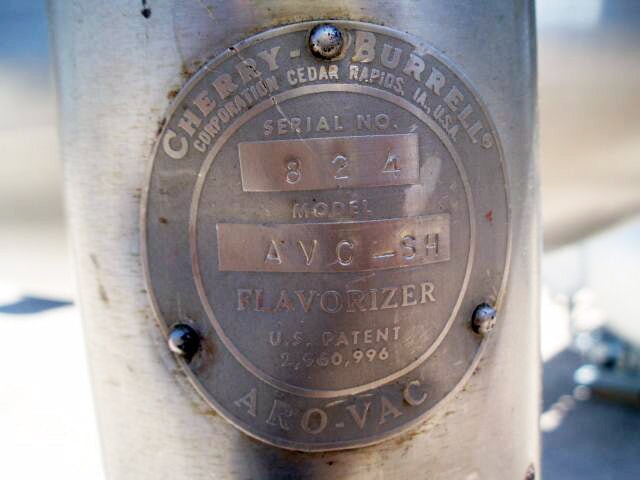 CHERRY-BURRELL®
CORPORATION CEDAR RAPIDS, IA., U.S.A.
SERIAL NO.
824
MODEL
AVC-SH
FLAVORIZER
U.S. PATENT
2,960,996
ARO-VAC